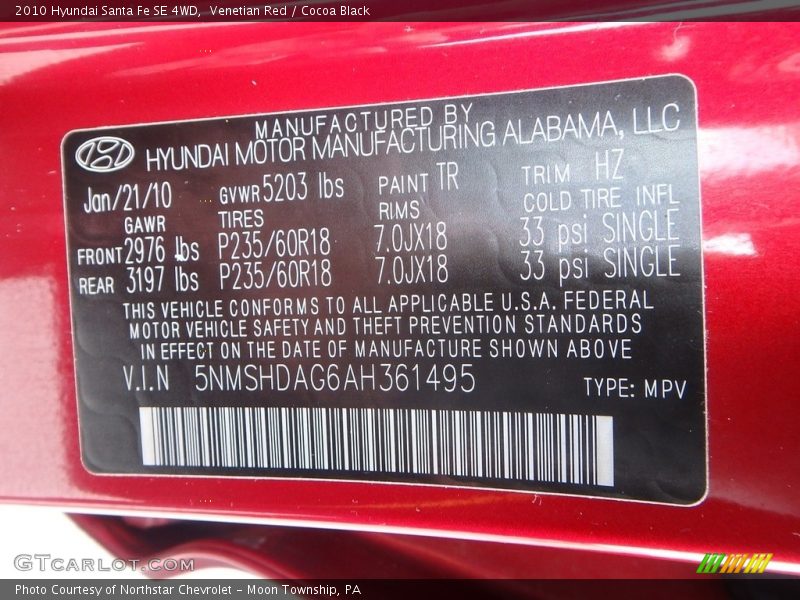 2010 Hyundai Santa Fe SE 4WD, Venetian Red / Cocoa Black
MANUFACTURED BY
HYUNDAI MOTOR MANUFACTURING ALABAMA, LLC
Jan/21/10 GVWR 5203 lbs PAINT TR TRIM HZ
GAWR TIRES RIMS COLD TIRE INFL
FRONT 2976 lbs P235/60R18 7.0JX18 33 psi SINGLE
REAR 3197 lbs P235/60R18 7.0JX18 33 psi SINGLE
THIS VEHICLE CONFORMS TO ALL APPLICABLE U.S.A. FEDERAL
MOTOR VEHICLE SAFETY AND THEFT PREVENTION STANDARDS
IN EFFECT ON THE DATE OF MANUFACTURE SHOWN ABOVE
V.I.N 5NMSHDAG6AH361495 TYPE: MPV
GTCARLOT.COM
Photo Courtesy of Northstar Chevrolet - Moon Township, PA